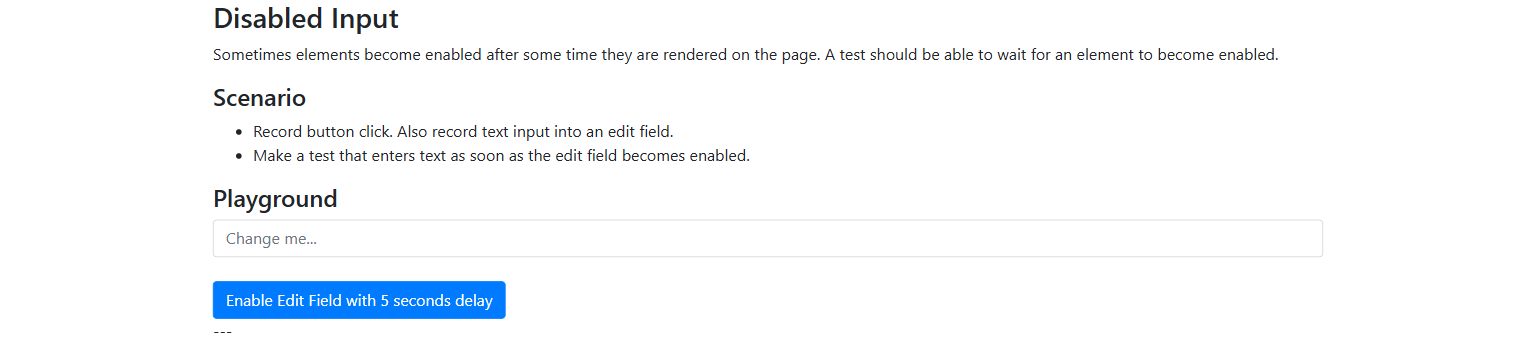 Disabled Input
Sometimes elements become enabled after some time they are rendered on the page. A test should be able to wait for an element to become enabled.
Scenario
• Record button click. Also record text input into an edit field.
• Make a test that enters text as soon as the edit field becomes enabled.
Playground
Change me...
Enable Edit Field with 5 seconds delay
---